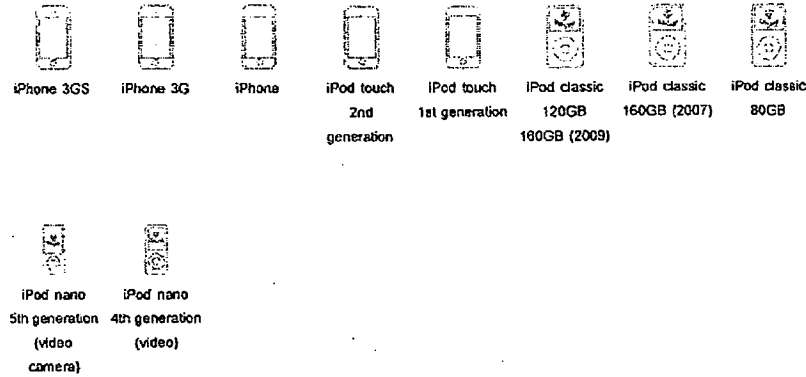 iPhone 3GS
iPhone 3G
iPhone
iPod touch
2nd
generation
iPod touch
1st generation
iPod classic
120GB
160GB (2009)
iPod classic
160GB (2007)
iPod classic
80GB
iPod nano
5th generation
(video
camera)
iPod nano
4th generation
(video)